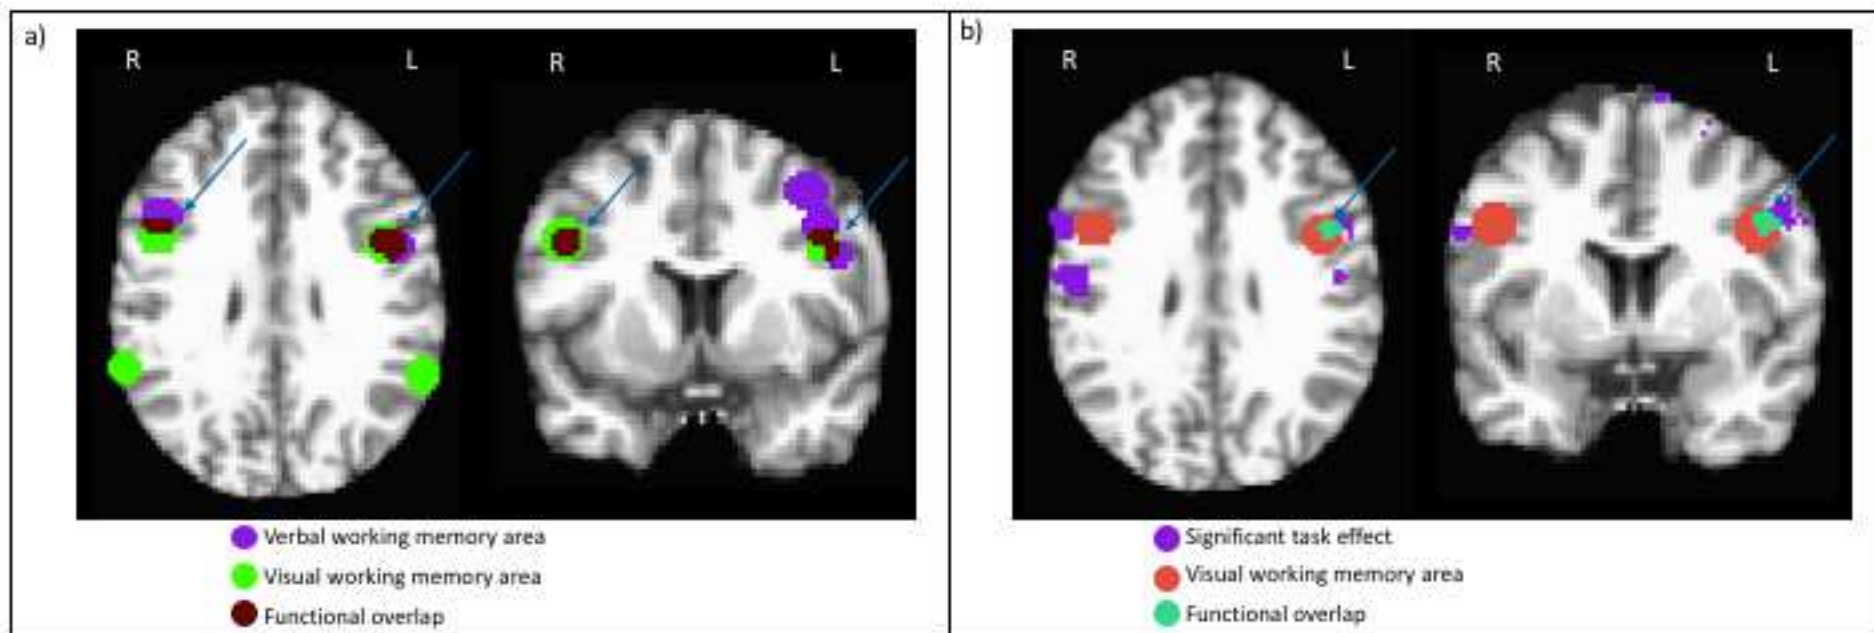 a)
R
L
R
L
Verbal working memory area
Visual working memory area
Functional overlap
b)
R
L
R
L
Significant task effect
Visual working memory area
Functional overlap